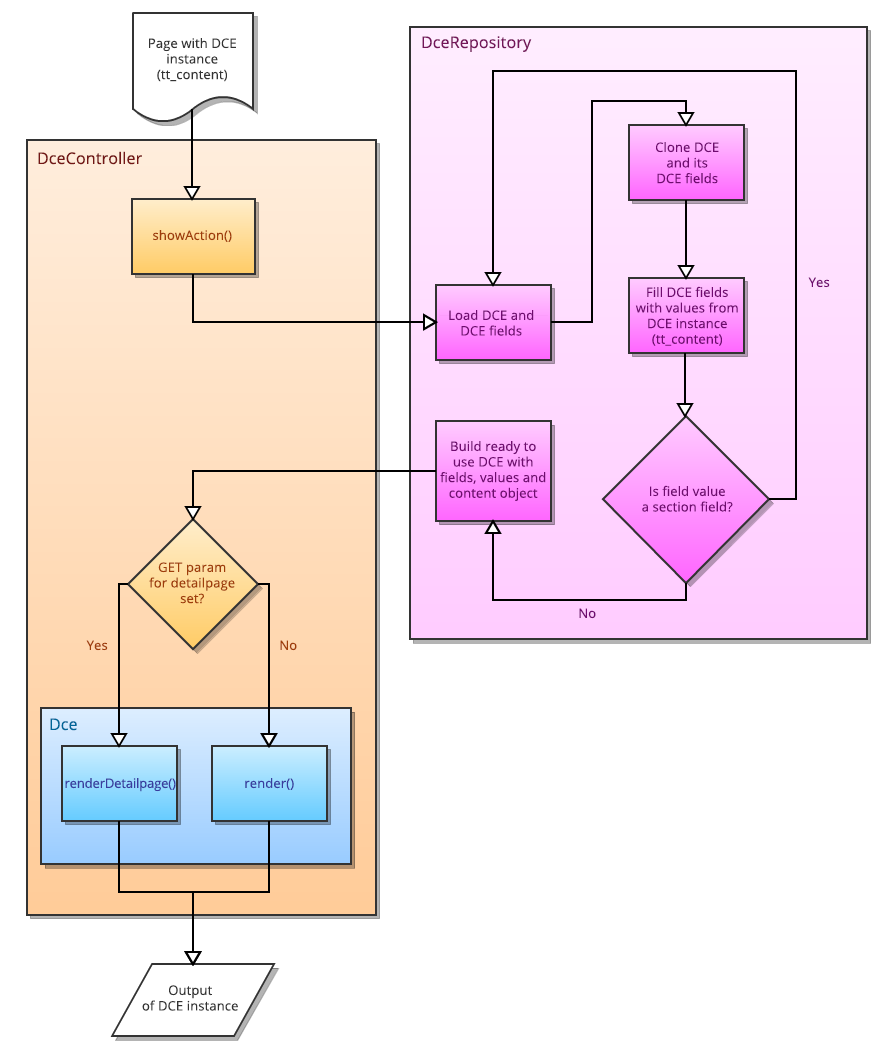 Page with DCE
instance
(tt_content)
DceController
showAction()
DceRepository
Clone DCE
and its
DCE fields
Load DCE and
DCE fields
Fill DCE fields
with values from
DCE instance
(tt_content)
Yes
Is field value
a section field?
No
Build ready to
use DCE with
fields, values and
content object
GET param
for detailpage
set?
Yes
No
Dce
renderDetailpage()
render()
Output
of DCE instance